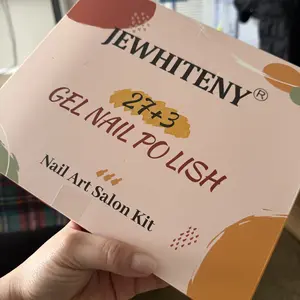 JEWHITENY®
27+3
GEL NAIL POLISH
Nail Art Salon Kit